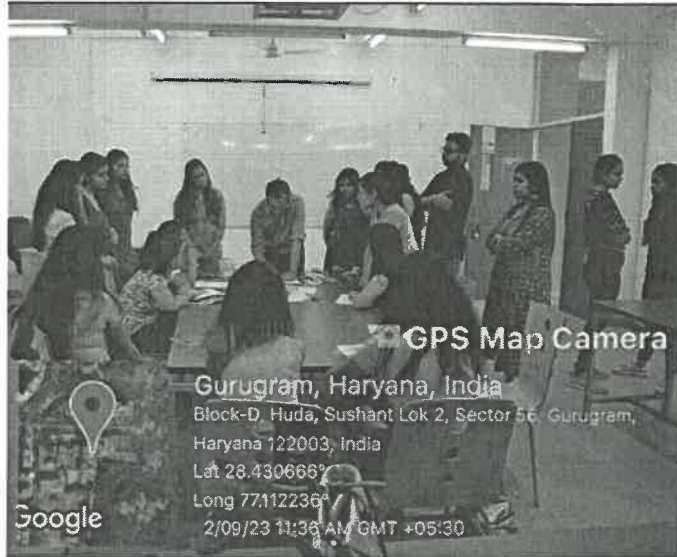 GPS Map Camera
Gurugram, Haryana, India
Block-D, Huda, Sushant Lok 2, Sector 56, Gurugram,
Haryana 122003, India
Lat 28.430666°
Long 77.112236°
2/09/23 11:36 AM GMT +05:30
Google